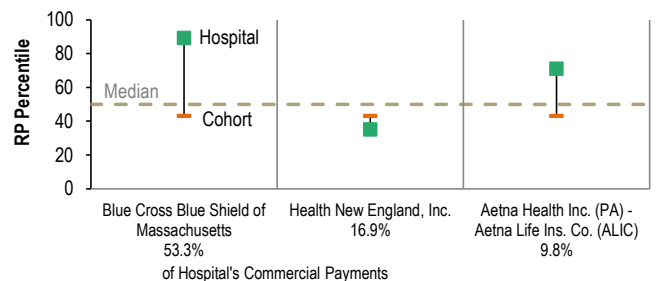 100
Hospital
80
60
Median
40
Cohort
20
0
RP Percentile
Blue Cross Blue Shield of
Massachusetts
53.3%
Health New England, Inc.
16.9%
Aetna Health Inc. (PA) -
Aetna Life Ins. Co. (ALIC)
9.8%
of Hospital's Commercial Payments